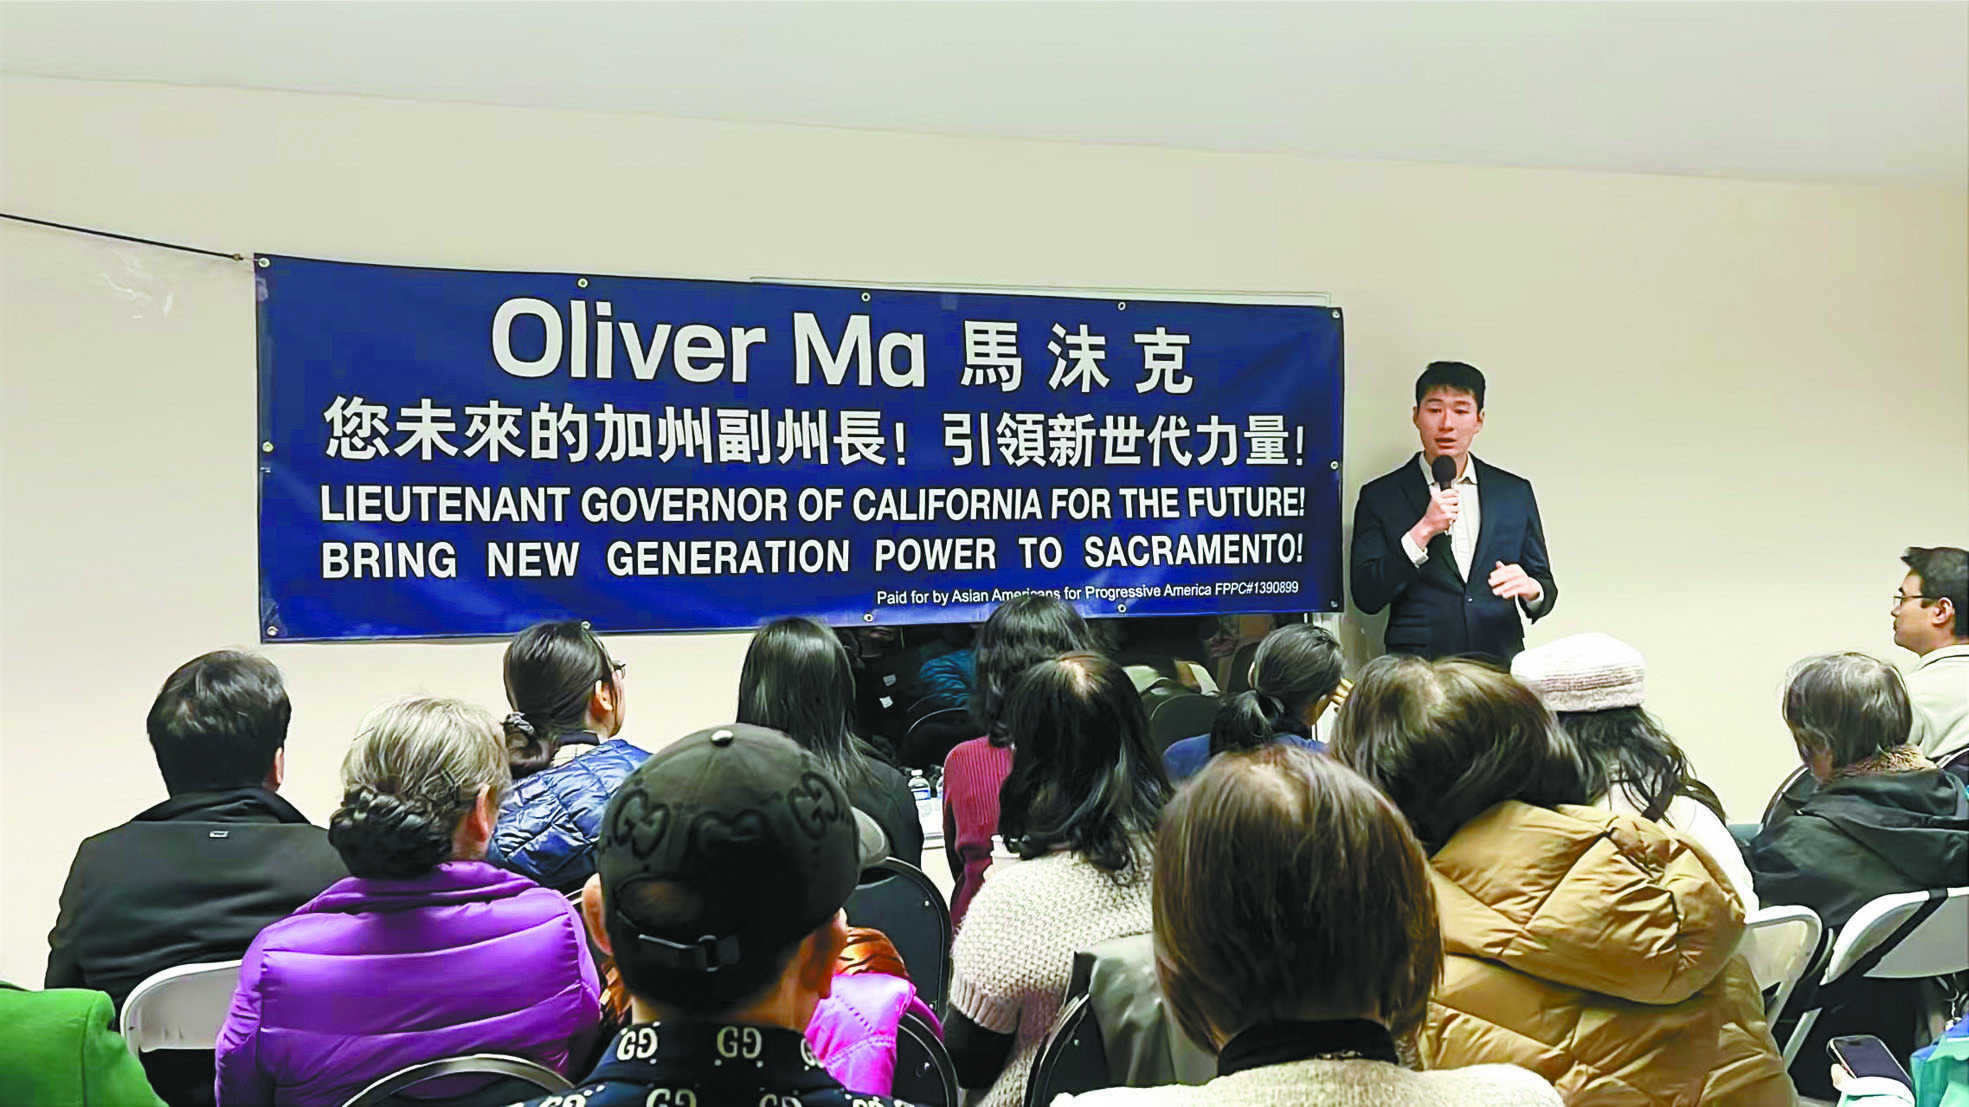 Oliver Ma 馬沫克
您未來的加州副州長！引領新世代力量！
LIEUTENANT GOVERNOR OF CALIFORNIA FOR THE FUTURE!
BRING NEW GENERATION POWER TO SACRAMENTO!
Paid for by Asian Americans for Progressive America FPPC#1390899